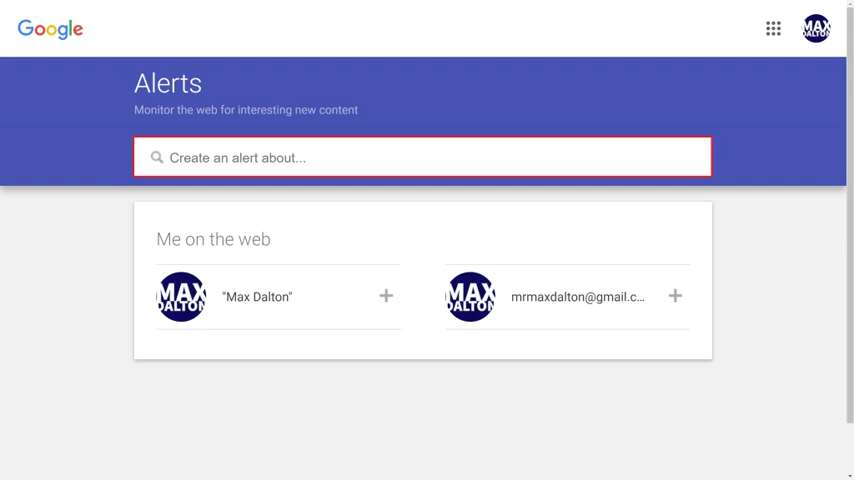 Google
MAX
DALTON
Alerts
Monitor the web for interesting new content
Create an alert about...
Me on the web
MAX
DALTON
"Max Dalton"
MAX
DALTON
mrmaxdalton@gmail.c...